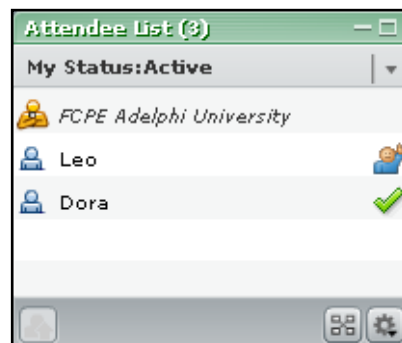 Attendee List (3)
My Status:Active
FCPE Adelphi University
Leo
Dora